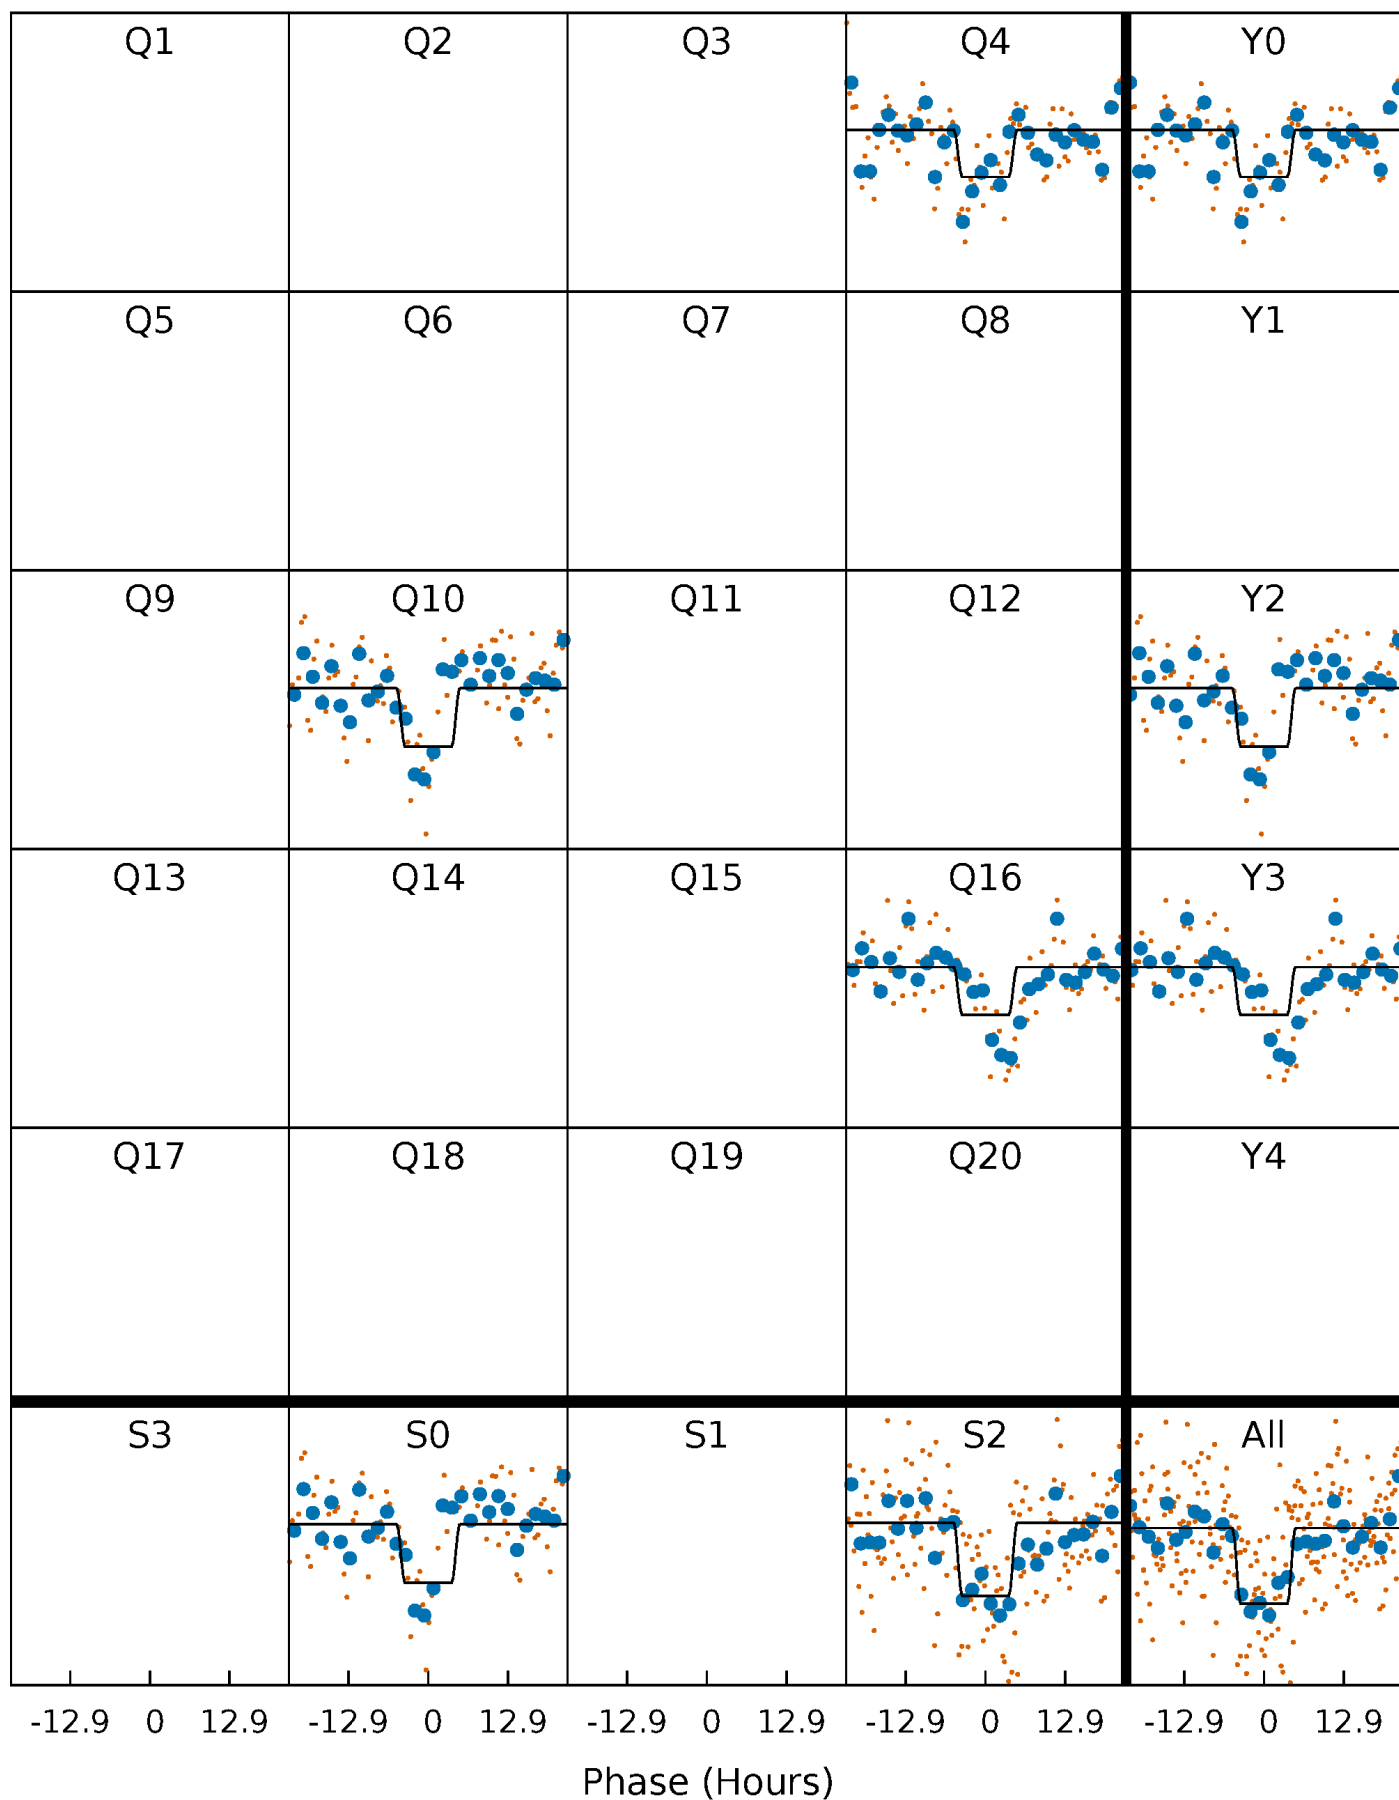 Q1 Q2 Q3 Q4 Y0
Q5 Q6 Q7 Q8 Y1
Q9 Q10 Q11 Q12 Y2
Q13 Q14 Q15 Q16 Y3
Q17 Q18 Q19 Q20 Y4
S3 S0 S1 S2 All
-12.9 0 12.9 -12.9 0 12.9 -12.9 0 12.9 -12.9 0 12.9 -12.9 0 12.9
Phase (Hours)